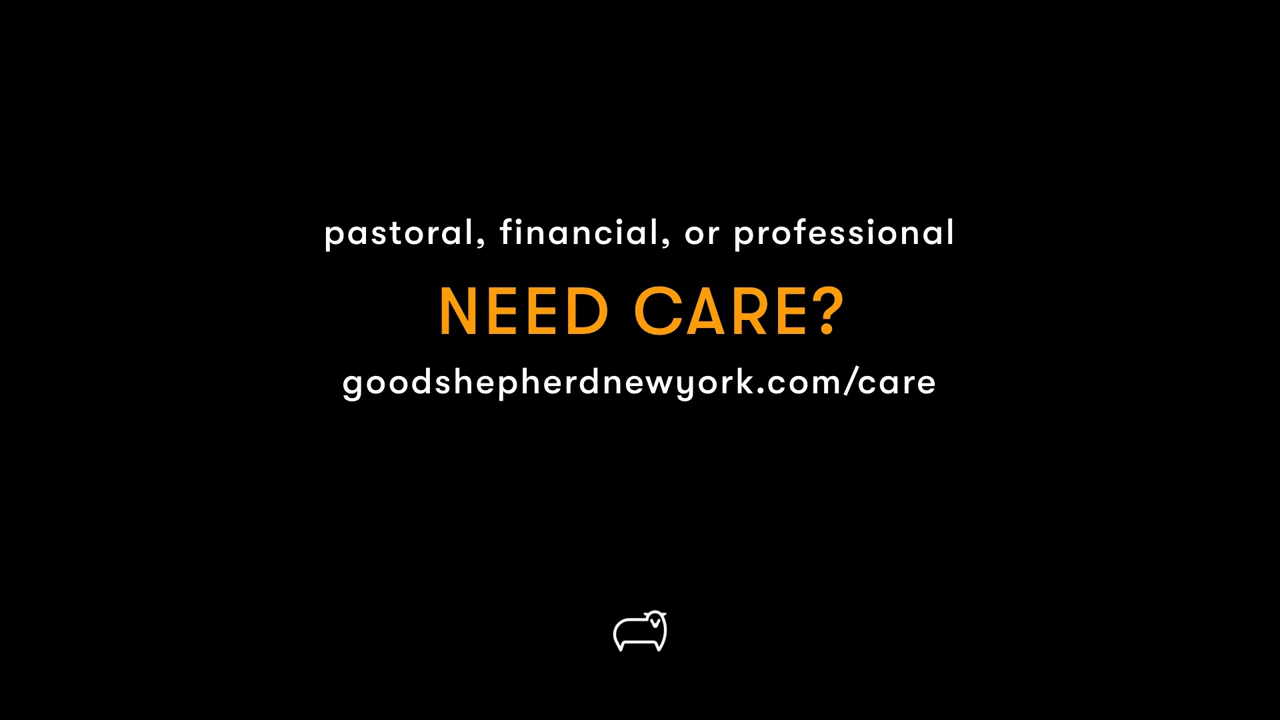 pastoral, financial, or professional
NEED CARE?
goodshepherdnewyork.com/care